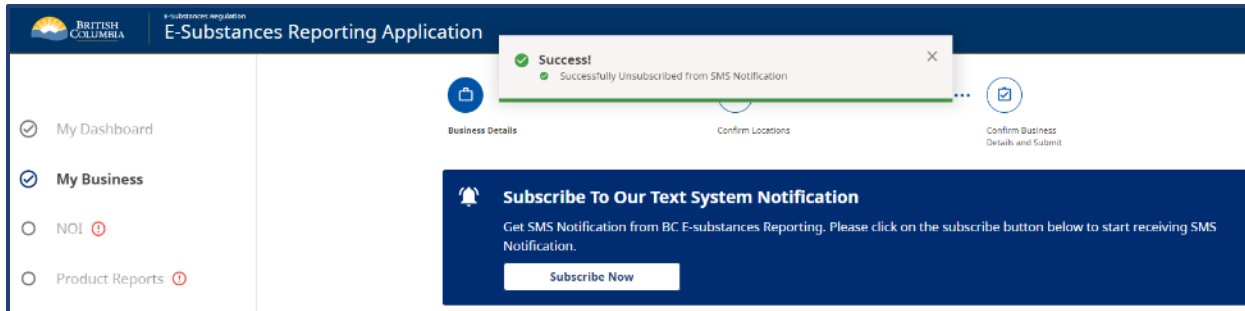 BRITISH
COLUMBIA
E-Substances Regulation
E-Substances Reporting Application
Success!
Successfully Unsubscribed from SMS Notification
Business Details
Confirm Locations
Confirm Business
Details and Submit
My Dashboard
My Business
NOI
Product Reports
Subscribe To Our Text System Notification
Get SMS Notification from BC E-substances Reporting. Please click on the subscribe button below to start receiving SMS
Notification.
Subscribe Now